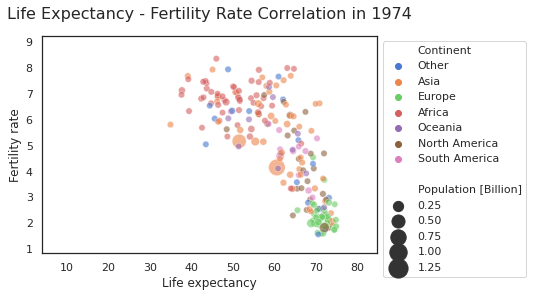 Life Expectancy - Fertility Rate Correlation in 1974
9
8
7
6
5
4
3
2
1
Fertility rate
10 20 30 40 50 60 70 80
Life expectancy
Continent
Other
Asia
Europe
Africa
Oceania
North America
South America
Population [Billion]
0.25
0.50
0.75
1.00
1.25